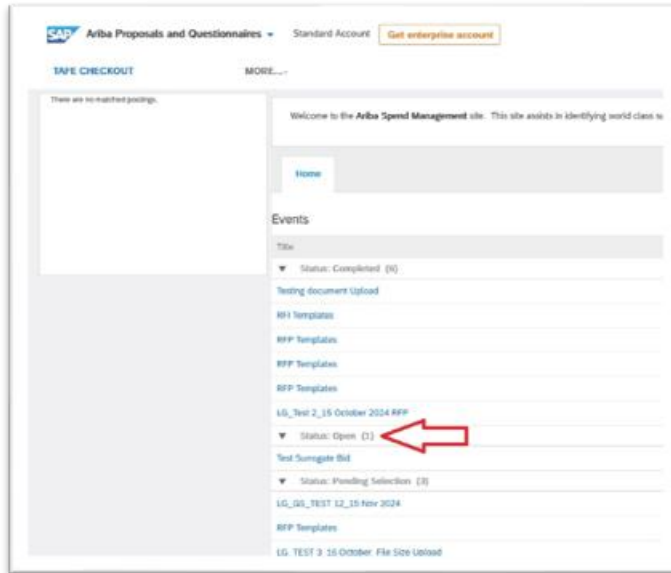 SAP Ariba Proposals and Questionnaires Standard Account Get enterprise account
TAFE CHECKOUT MORE...
There are no matched postings.
Welcome to the Ariba Spend Management site. This site assists in identifying world class
Home
Events
Title
Status: Completed (6)
Testing document Upload
RFI Templates
RFP Templates
RFP Templates
RFP Templates
LG_Test 2_15 October 2024 RFP
Status: Open (1)
Test Surrogate Bid
Status: Pending Selection (3)
LG_GS_TEST 12_15 Nov 2024
RFP Templates
LG_TEST 3_16 October_File Size Upload